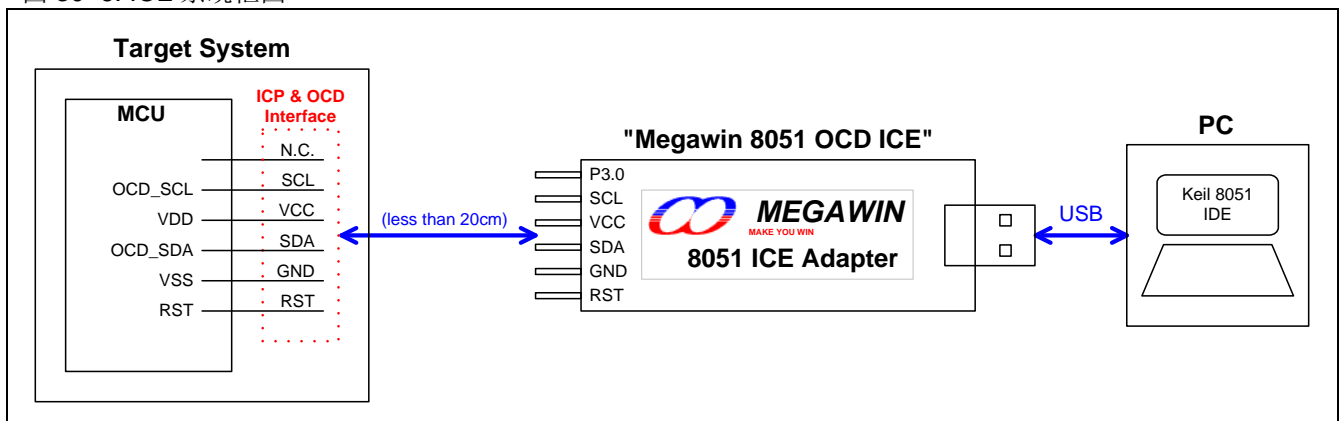 Target System
MCU
ICP & OCD
Interface
N.C.
OCD_SCL
SCL
VDD
VCC
OCD_SDA
SDA
VSS
GND
RST
RST
(less than 20cm)
"Megawin 8051 OCD ICE"
P3.0
SCL
VCC
SDA
GND
RST
MEGAWIN
MAKE YOU WIN
8051 ICE Adapter
USB
PC
Keil 8051
IDE